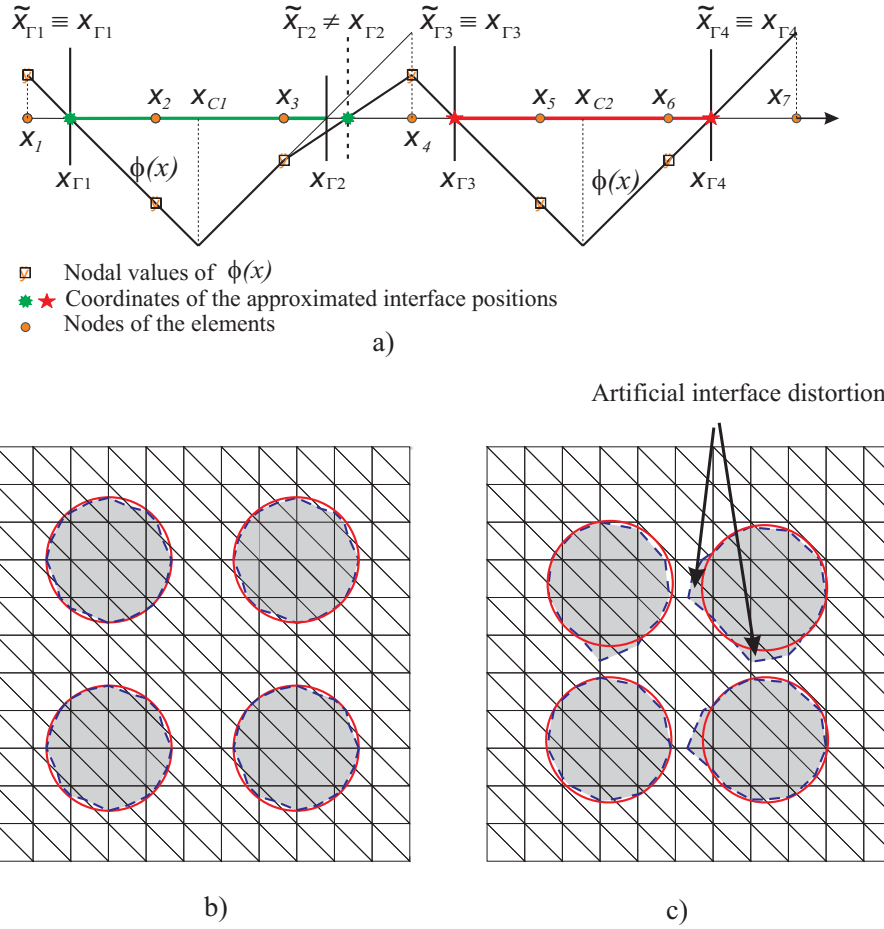 x̃Γ1 ≡ xΓ1 x̃Γ2 ≠ xΓ2 x̃Γ3 ≡ xΓ3 x̃Γ4 ≡ xΓ4
x2 xC1 x3 x5 xC2 x6 x7
x1 x4
ϕ(x) ϕ(x)
xΓ1 xΓ2 xΓ3 xΓ4
Nodal values of ϕ(x)
Coordinates of the approximated interface positions
Nodes of the elements
a)
Artificial interface distortion
b) c)